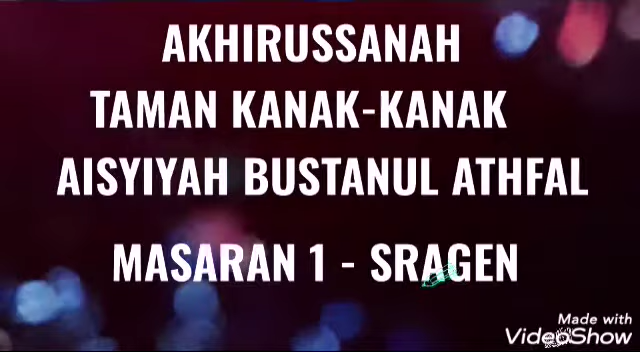 AKHIRUSSANAH
TAMAN KANAK-KANAK
AISYIYAH BUSTANUL ATHFAL
MASARAN 1 - SRAGEN
Made with
VideoShow